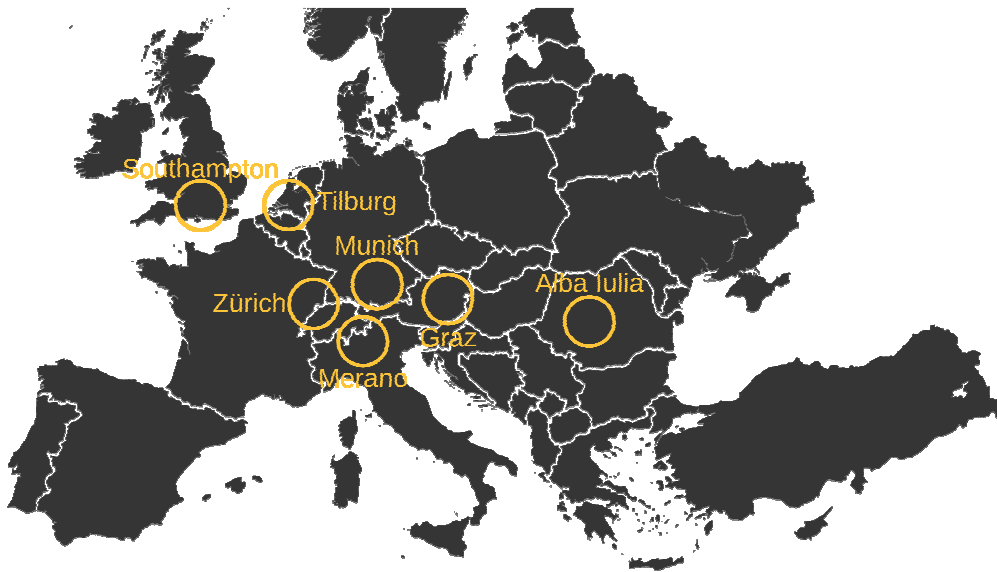 Southampton
Tilburg
Munich
Alba Iulia
Zürich
Graz
Merano